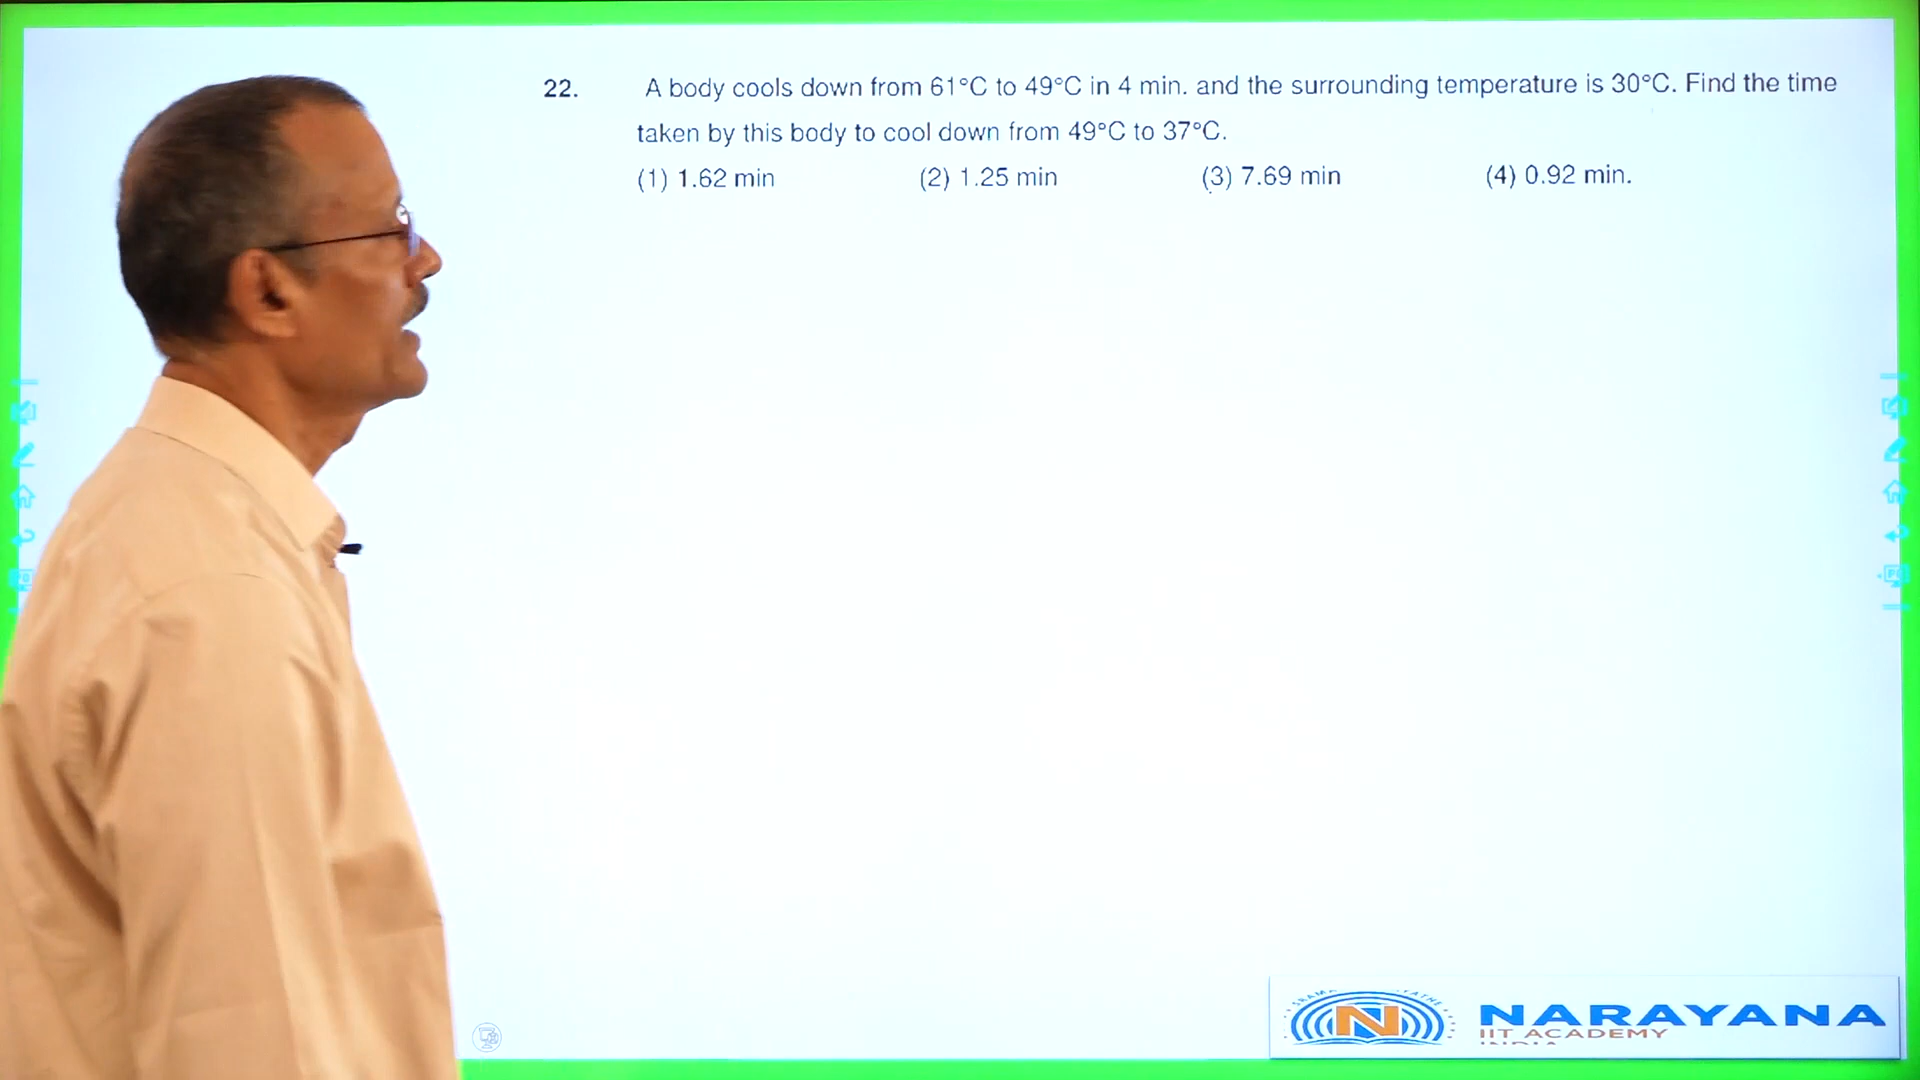 22. A body cools down from 61°C to 49°C in 4 min. and the surrounding temperature is 30°C. Find the time
taken by this body to cool down from 49°C to 37°C.
(1) 1.62 min (2) 1.25 min (3) 7.69 min (4) 0.92 min.
N NARAYANA
IIT ACADEMY
INDIA